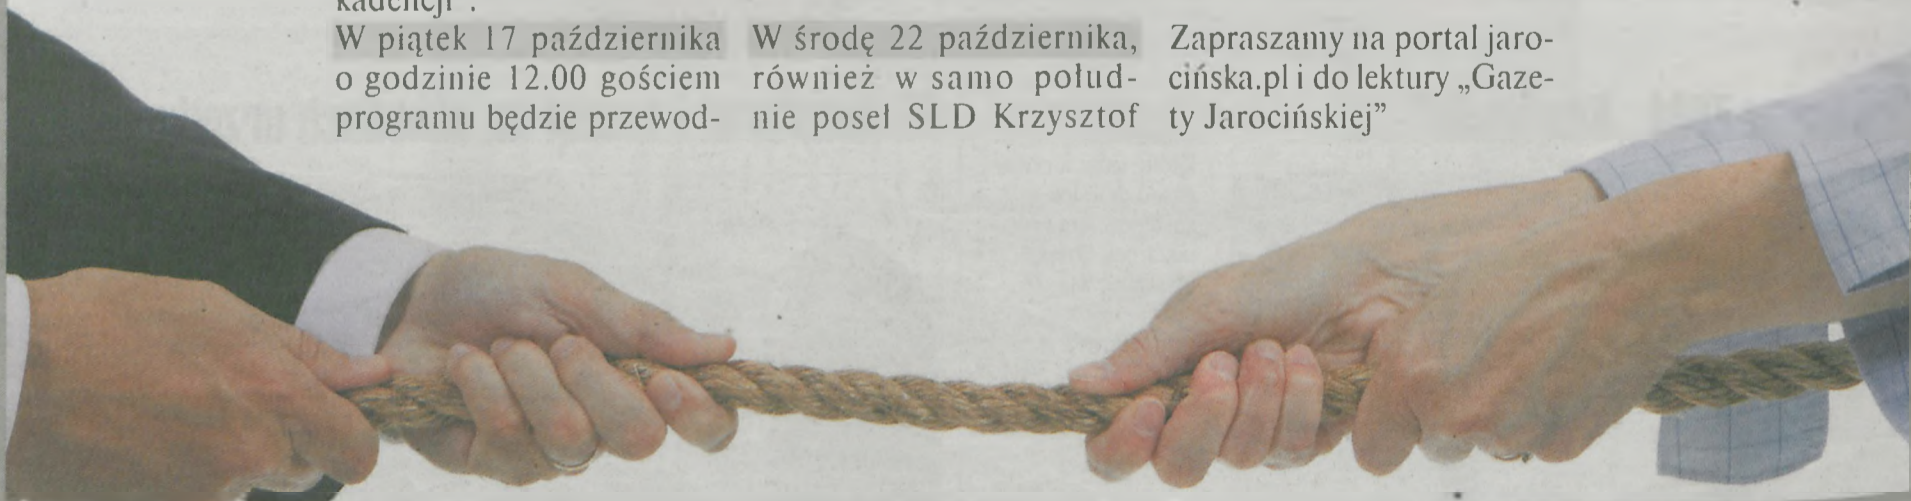 kadencji".
W piątek 17 października
o godzinie 12.00 gościem
programu będzie przewod-
W środę 22 października,
również w samo połud-
nie poseł SLD Krzysztof
Zapraszamy na portal jaro-
cińska.pl i do lektury „Gaze-
ty Jarocińskiej”